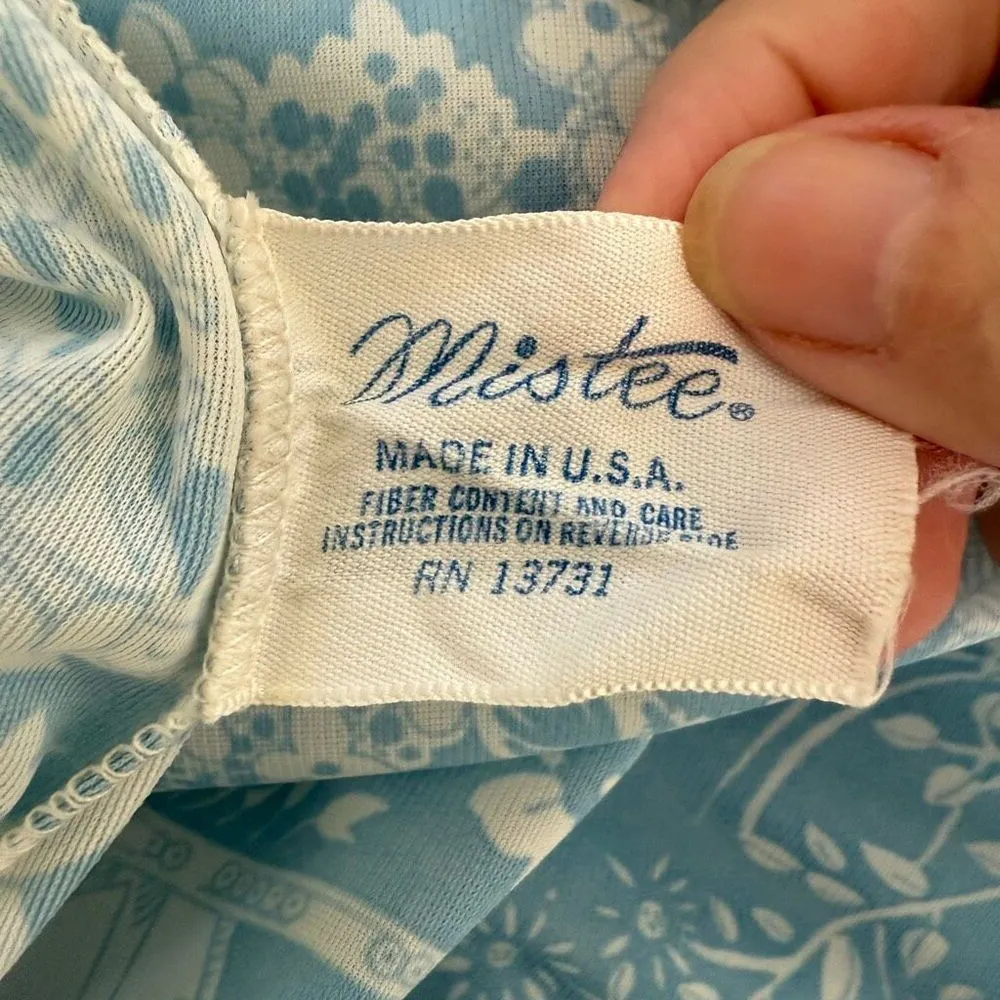 Mistee®
MADE IN U.S.A.
FIBER CONTENT AND CARE
INSTRUCTIONS ON REVERSE SIDE
RN 13731